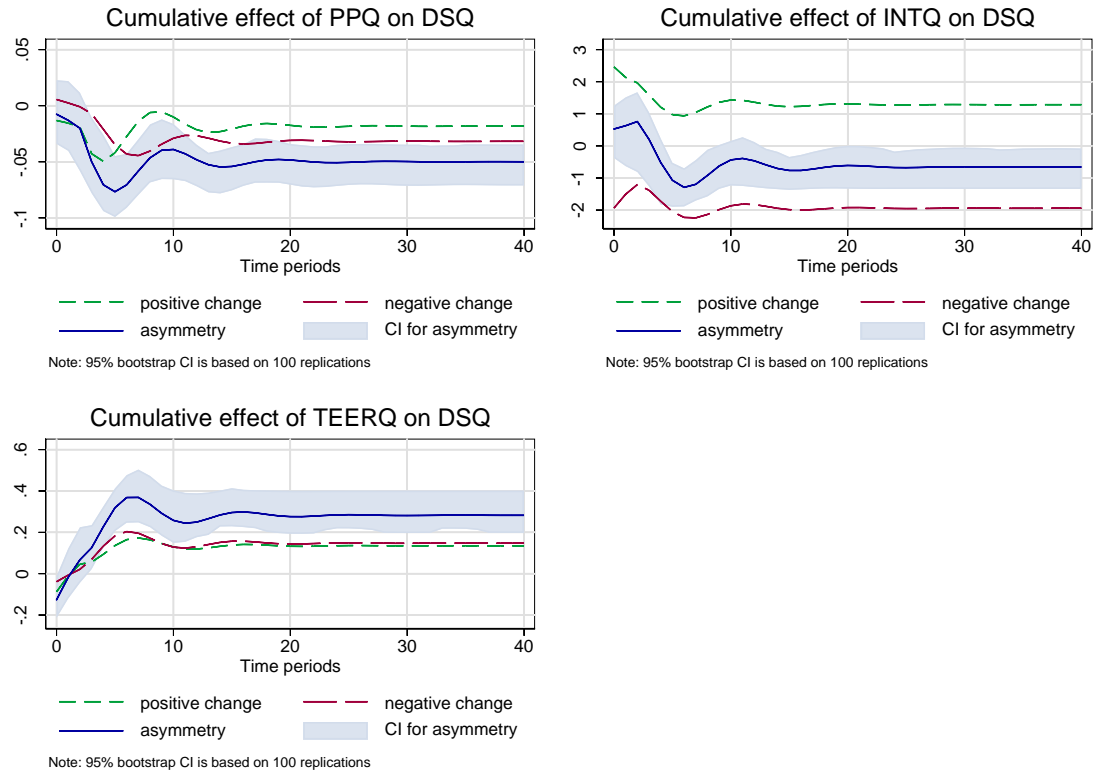 Cumulative effect of PPQ on DSQ
.05
0
-.05
-.1
0 10 20 30 40
Time periods
positive change negative change
asymmetry CI for asymmetry
Note: 95% bootstrap CI is based on 100 replications
Cumulative effect of INTQ on DSQ
3
2
1
0
-1
-2
0 10 20 30 40
Time periods
positive change negative change
asymmetry CI for asymmetry
Note: 95% bootstrap CI is based on 100 replications
Cumulative effect of TEERQ on DSQ
.6
.4
.2
0
-.2
0 10 20 30 40
Time periods
positive change negative change
asymmetry CI for asymmetry
Note: 95% bootstrap CI is based on 100 replications